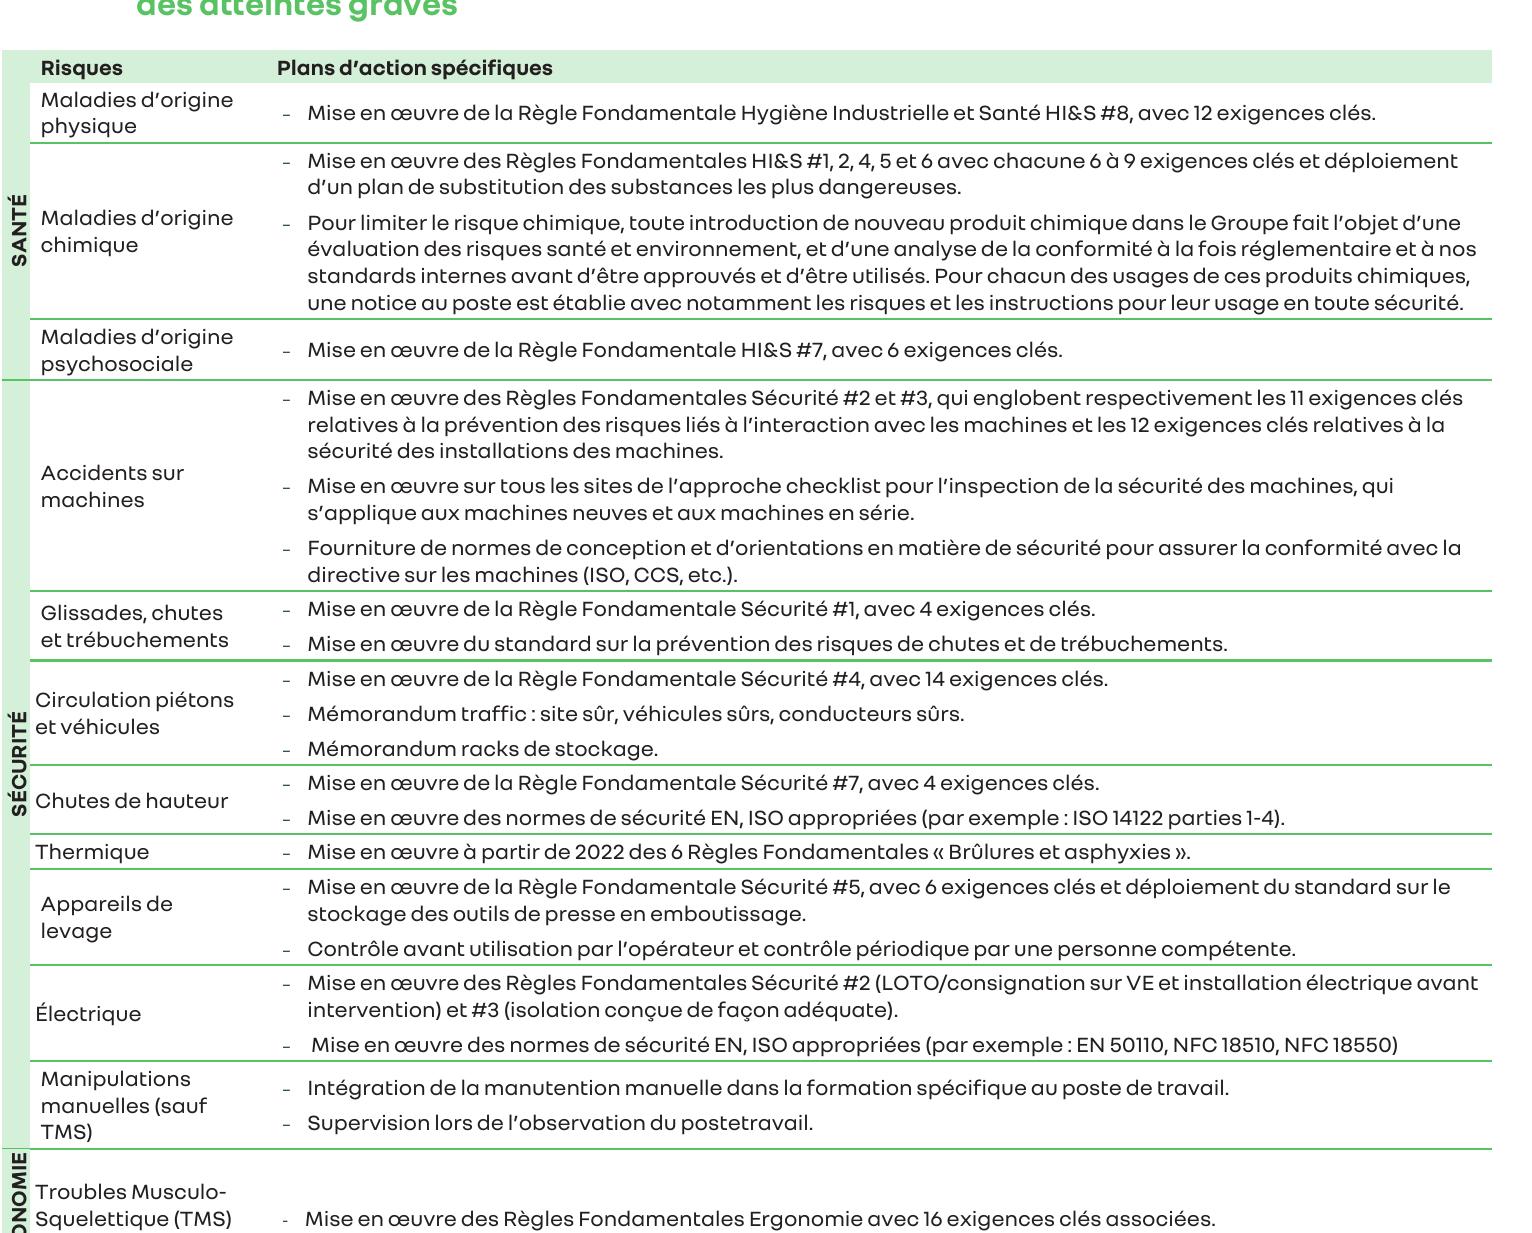 des atteintes graves
Risques Plans d’action spécifiques
SANTÉ
Maladies d’origine
physique
- Mise en œuvre de la Règle Fondamentale Hygiène Industrielle et Santé HI&S #8, avec 12 exigences clés.
Maladies d’origine
chimique
- Mise en œuvre des Règles Fondamentales HI&S #1, 2, 4, 5 et 6 avec chacune 6 à 9 exigences clés et déploiement
d’un plan de substitution des substances les plus dangereuses.
- Pour limiter le risque chimique, toute introduction de nouveau produit chimique dans le Groupe fait l’objet d’une
évaluation des risques santé et environnement, et d’une analyse de la conformité à la fois réglementaire et à nos
standards internes avant d’être approuvés et d’être utilisés. Pour chacun des usages de ces produits chimiques,
une notice au poste est établie avec notamment les risques et les instructions pour leur usage en toute sécurité.
Maladies d’origine
psychosociale
- Mise en œuvre de la Règle Fondamentale HI&S #7, avec 6 exigences clés.
SÉCURITÉ
Accidents sur
machines
- Mise en œuvre des Règles Fondamentales Sécurité #2 et #3, qui englobent respectivement les 11 exigences clés
relatives à la prévention des risques liés à l’interaction avec les machines et les 12 exigences clés relatives à la
sécurité des installations des machines.
- Mise en œuvre sur tous les sites de l’approche checklist pour l’inspection de la sécurité des machines, qui
s’applique aux machines neuves et aux machines en série.
- Fourniture de normes de conception et d’orientations en matière de sécurité pour assurer la conformité avec la
directive sur les machines (ISO, CCS, etc.).
Glissades, chutes
et trébuchements
- Mise en œuvre de la Règle Fondamentale Sécurité #1, avec 4 exigences clés.
- Mise en œuvre du standard sur la prévention des risques de chutes et de trébuchements.
Circulation piétons
et véhicules
- Mise en œuvre de la Règle Fondamentale Sécurité #4, avec 14 exigences clés.
- Mémorandum traffic : site sûr, véhicules sûrs, conducteurs sûrs.
- Mémorandum racks de stockage.
Chutes de hauteur
- Mise en œuvre de la Règle Fondamentale Sécurité #7, avec 4 exigences clés.
- Mise en œuvre des normes de sécurité EN, ISO appropriées (par exemple : ISO 14122 parties 1-4).
Thermique
- Mise en œuvre à partir de 2022 des 6 Règles Fondamentales « Brûlures et asphyxies ».
Appareils de
levage
- Mise en œuvre de la Règle Fondamentale Sécurité #5, avec 6 exigences clés et déploiement du standard sur le
stockage des outils de presse en emboutissage.
- Contrôle avant utilisation par l’opérateur et contrôle périodique par une personne compétente.
Électrique
- Mise en œuvre des Règles Fondamentales Sécurité #2 (LOTO/consignation sur VE et installation électrique avant
intervention) et #3 (isolation conçue de façon adéquate).
- Mise en œuvre des normes de sécurité EN, ISO appropriées (par exemple : EN 50110, NFC 18510, NFC 18550)
Manipulations
manuelles (sauf
TMS)
- Intégration de la manutention manuelle dans la formation spécifique au poste de travail.
- Supervision lors de l’observation du postetravail.
ONOMIE
Troubles Musculo-
Squelettique (TMS)
- Mise en œuvre des Règles Fondamentales Ergonomie avec 16 exigences clés associées.